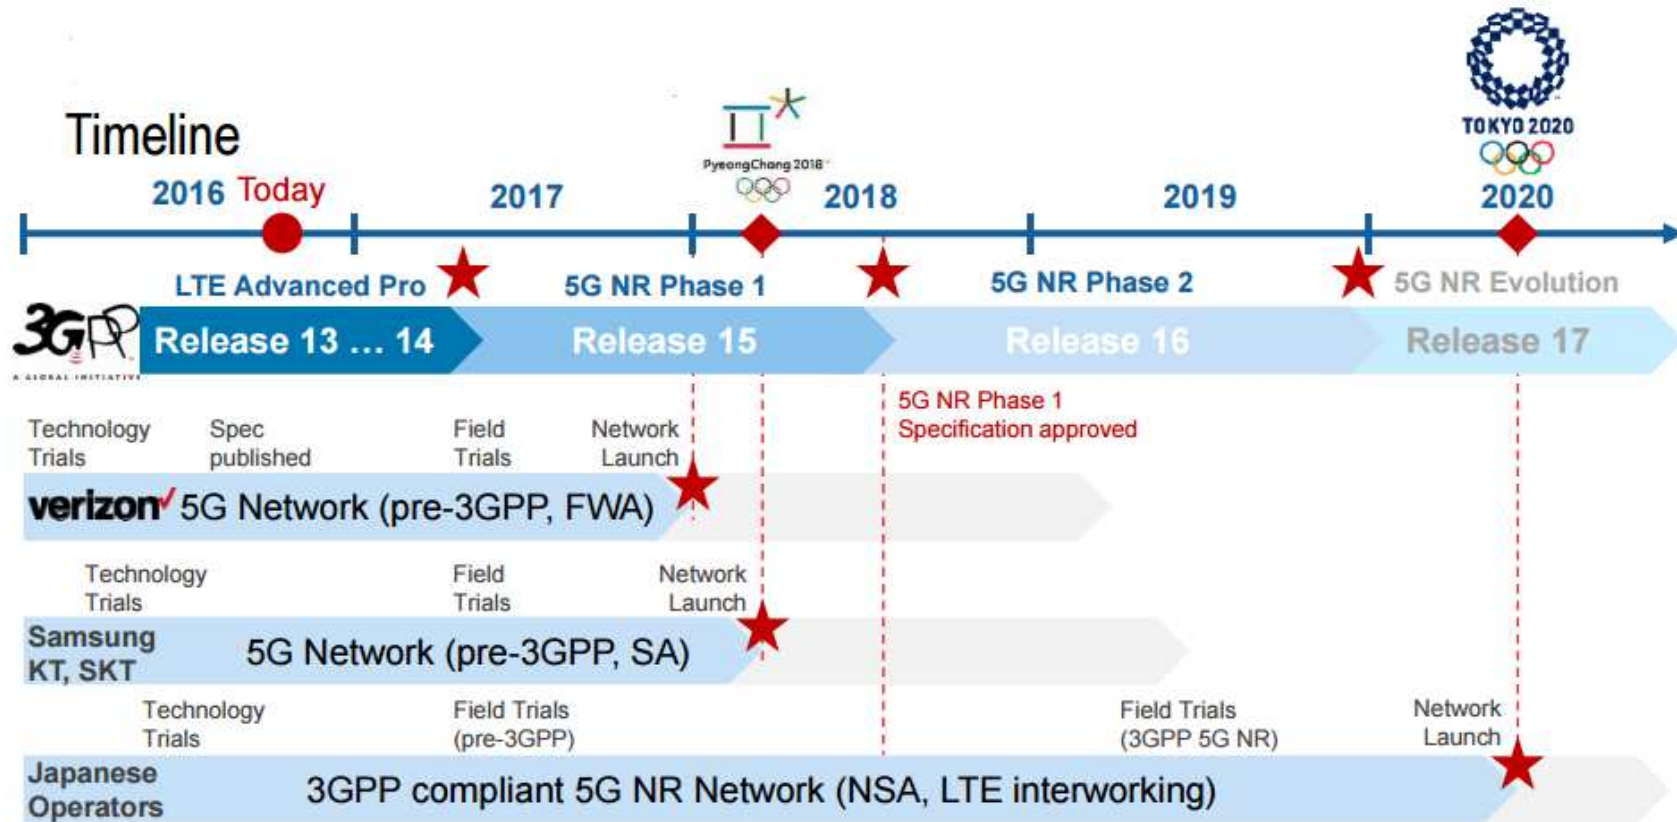 Timeline
PyeongChang 2018
TOKYO 2020
2016 Today 2017 2018 2019 2020
LTE Advanced Pro 5G NR Phase 1 5G NR Phase 2 5G NR Evolution
3GPP Release 13 ... 14 Release 15 Release 16 Release 17
A GLOBAL INITIATIVE
5G NR Phase 1
Specification approved
Technology Spec Field Network
Trials published Trials Launch
verizon 5G Network (pre-3GPP, FWA)
Technology Field Network
Trials Trials Launch
Samsung
KT, SKT
5G Network (pre-3GPP, SA)
Technology Field Trials Field Trials Network
Trials (pre-3GPP) (3GPP 5G NR) Launch
Japanese
Operators
3GPP compliant 5G NR Network (NSA, LTE interworking)